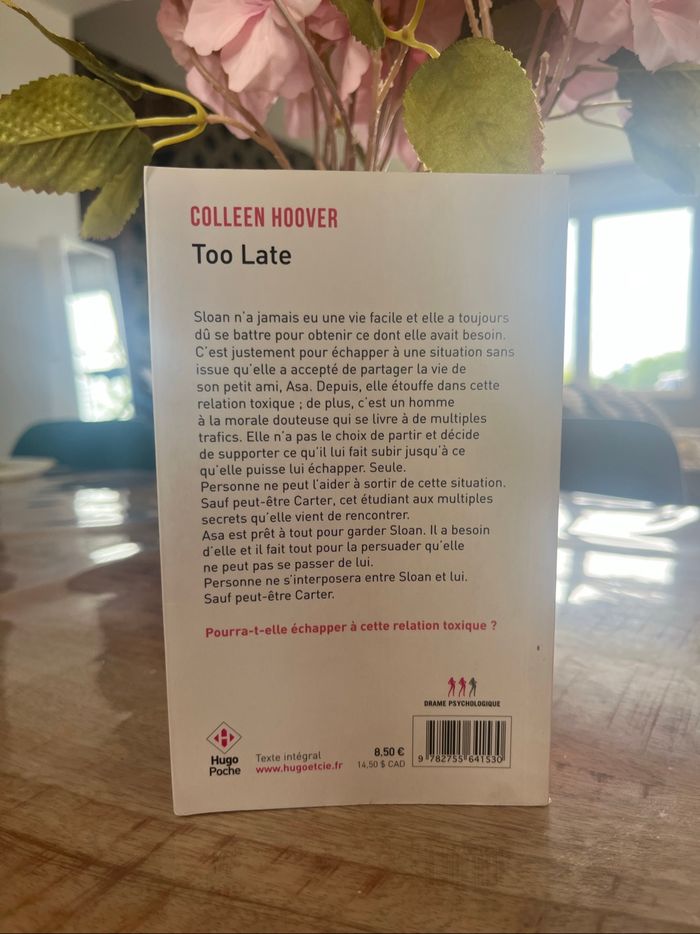 COLLEEN HOOVER
Too Late
Sloan n'a jamais eu une vie facile et elle a toujours
dû se battre pour obtenir ce dont elle avait besoin.
C'est justement pour échapper à une situation sans
issue qu'elle a accepté de partager la vie de
son petit ami, Asa. Depuis, elle étouffe dans cette
relation toxique ; de plus, c'est un homme
à la morale douteuse qui se livre à de multiples
trafics. Elle n'a pas le choix de partir et décide
de supporter ce qu'il lui fait subir jusqu'à ce
qu'elle puisse lui échapper. Seule.
Personne ne peut l'aider à sortir de cette situation.
Sauf peut-être Carter, cet étudiant aux multiples
secrets qu'elle vient de rencontrer.
Asa est prêt à tout pour garder Sloan. Il a besoin
d'elle et il fait tout pour la persuader qu'elle
ne peut pas se passer de lui.
Personne ne s'interposera entre Sloan et lui.
Sauf peut-être Carter.
Pourra-t-elle échapper à cette relation toxique ?
DRAME PSYCHOLOGIQUE
Hugo
Poche
Texte intégral
www.hugoetcie.fr
8,50 €
14,50 $ CAD
9 782755 641530